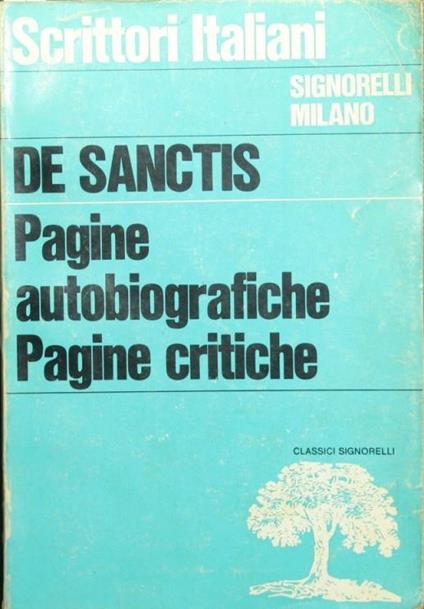 Scrittori Italiani
SIGNORELLI
MILANO
DE SANCTIS
Pagine
autobiografiche
Pagine critiche
CLASSICI SIGNORELLI